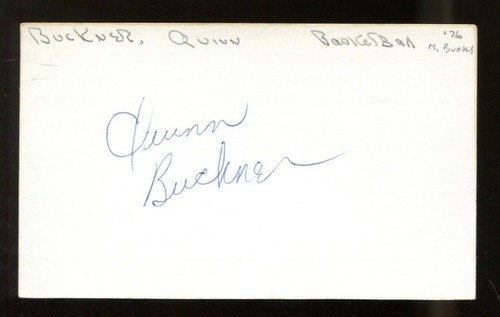 BUCKNER, QUINN BasketBall '76
M. Bucks
Quinn
Buckner